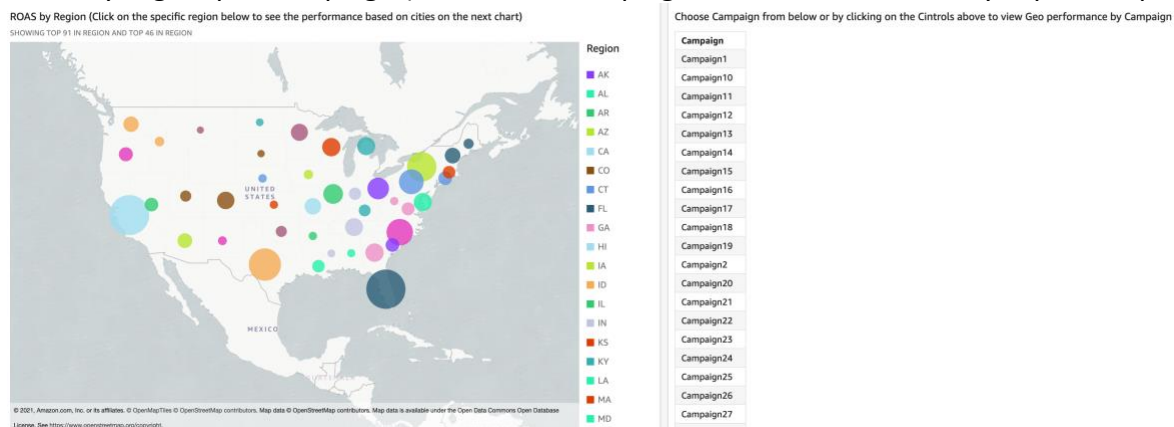 ROAS by Region (Click on the specific region below to see the performance based on cities on the next chart)
SHOWING TOP 91 IN REGION AND TOP 46 IN REGION
Region
AK
AL
AR
AZ
CA
CO
CT
FL
GA
HI
IA
ID
IL
IN
KS
KY
LA
MA
MD
UNITED
STATES
MEXICO
© 2021, Amazon.com, Inc. or its affiliates. © OpenMapTiles © OpenStreetMap contributors. Map data © OpenStreetMap contributors. Map data is available under the Open Data Commons Open Database
License. See https://www.openstreetmap.org/copyright.
Choose Campaign from below or by clicking on the Cintrols above to view Geo performance by Campaign
Campaign
Campaign1
Campaign10
Campaign11
Campaign12
Campaign13
Campaign14
Campaign15
Campaign16
Campaign17
Campaign18
Campaign19
Campaign2
Campaign20
Campaign21
Campaign22
Campaign23
Campaign24
Campaign25
Campaign26
Campaign27